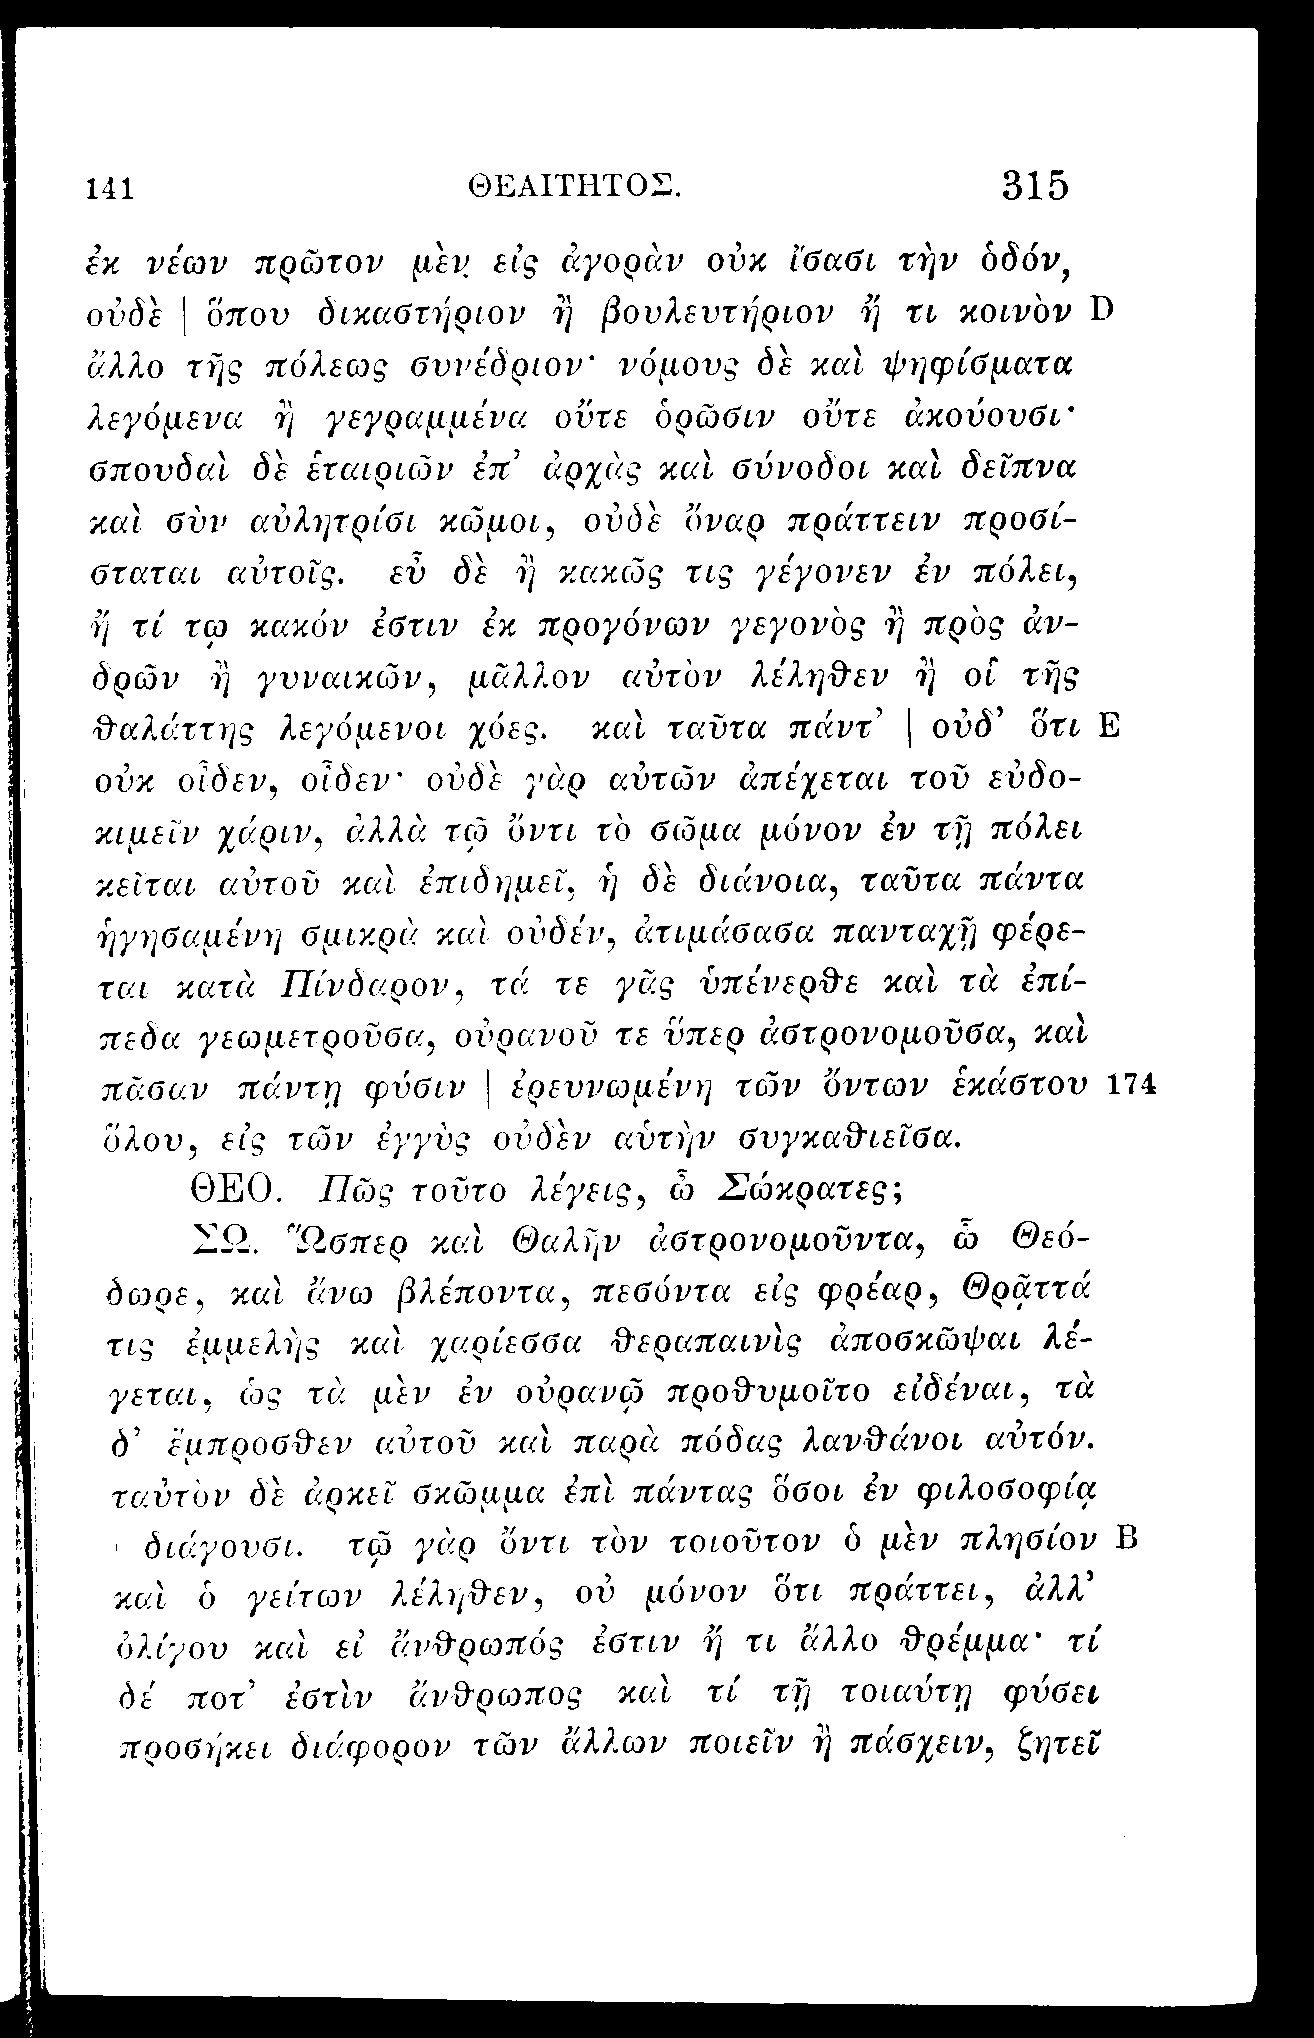 141 ΘΕΑΙΤΗΤΟΣ. 315
ἐκ νέων πρῶτον μὲν εἰς ἀγορὰν οὐκ ἴσασι τὴν ὁδόν,
οὐδὲ | ὅπου δικαστήριον ἢ βουλευτήριον ἤ τι κοινὸν D
ἄλλο τῆς πόλεως συνέδριον· νόμους δὲ καὶ ψηφίσματα
λεγόμενα ἢ γεγραμμένα οὔτε ὁρῶσιν οὔτε ἀκούουσι·
σπουδαὶ δὲ ἑταιριῶν ἐπ’ ἀρχὰς καὶ σύνοδοι καὶ δεῖπνα
καὶ σὺν αὐλητρίσι κῶμοι, οὐδὲ ὄναρ πράττειν προσί-
σταται αὐτοῖς. εὖ δὲ ἢ κακῶς τις γέγονεν ἐν πόλει,
ἤ τί τῳ κακόν ἐστιν ἐκ προγόνων γεγονὸς ἢ πρὸς ἀν-
δρῶν ἢ γυναικῶν, μᾶλλον αὐτὸν λέληθεν ἢ οἱ τῆς
θαλάττης λεγόμενοι χόες. καὶ ταῦτα πάντ’ | οὐδ’ ὅτι E
οὐκ οἶδεν, οἶδεν· οὐδὲ γὰρ αὐτῶν ἀπέχεται τοῦ εὐδο-
κιμεῖν χάριν, ἀλλὰ τῷ ὄντι τὸ σῶμα μόνον ἐν τῇ πόλει
κεῖται αὐτοῦ καὶ ἐπιδημεῖ, ἡ δὲ διάνοια, ταῦτα πάντα
ἡγησαμένη σμικρὰ καὶ οὐδέν, ἀτιμάσασα πανταχῇ φέρε-
ται κατὰ Πίνδαρον, τά τε γᾶς ὑπένερθε καὶ τὰ ἐπί-
πεδα γεωμετροῦσα, οὐρανοῦ τε ὕπερ ἀστρονομοῦσα, καὶ
πᾶσαν πάντῃ φύσιν | ἐρευνωμένη τῶν ὄντων ἑκάστου 174
ὅλου, εἰς τῶν ἐγγὺς οὐδὲν αὑτὴν συγκαθιεῖσα.
ΘΕΟ. Πῶς τοῦτο λέγεις, ὦ Σώκρατες;
ΣΩ. Ὥσπερ καὶ Θαλῆν ἀστρονομοῦντα, ὦ Θεό-
δωρε, καὶ ἄνω βλέποντα, πεσόντα εἰς φρέαρ, Θρᾷττά
τις ἐμμελὴς καὶ χαρίεσσα θεραπαινὶς ἀποσκῶψαι λέ-
γεται, ὡς τὰ μὲν ἐν οὐρανῷ προθυμοῖτο εἰδέναι, τὰ
δ’ ἔμπροσθεν αὐτοῦ καὶ παρὰ πόδας λανθάνοι αὐτόν.
ταὐτὸν δὲ ἀρκεῖ σκῶμμα ἐπὶ πάντας ὅσοι ἐν φιλοσοφίᾳ
| διάγουσι. τῷ γὰρ ὄντι τὸν τοιοῦτον ὁ μὲν πλησίον B
καὶ ὁ γείτων λέληθεν, οὐ μόνον ὅτι πράττει, ἀλλ’
ὀλίγου καὶ εἰ ἄνθρωπός ἐστιν ἤ τι ἄλλο θρέμμα· τί
δέ ποτ’ ἐστὶν ἄνθρωπος καὶ τί τῇ τοιαύτῃ φύσει
προσήκει διάφορον τῶν ἄλλων ποιεῖν ἢ πάσχειν, ζητεῖ